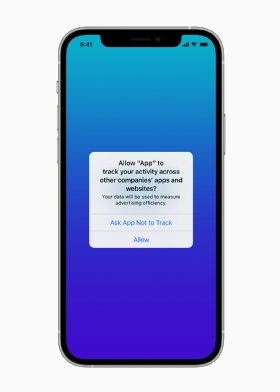 9:41
Allow “App” to
track your activity across
other companies’ apps and
websites?
Your data will be used to measure
advertising efficiency.
Ask App Not to Track
Allow